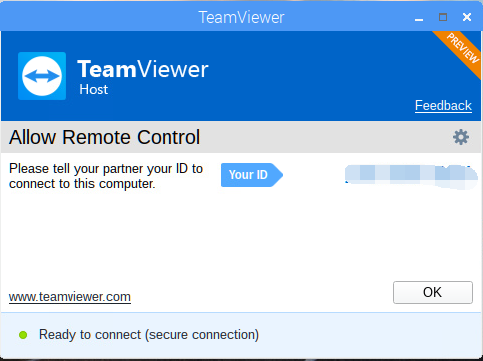 TeamViewer
PREVIEW
TeamViewer
Host
Feedback
Allow Remote Control
Please tell your partner your ID to
connect to this computer.
Your ID
www.teamviewer.com
OK
Ready to connect (secure connection)